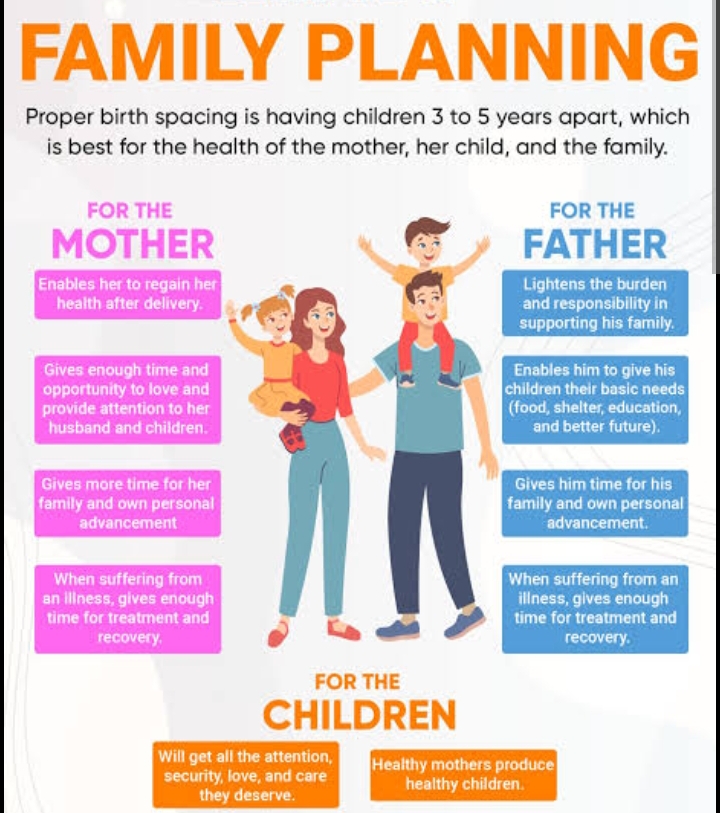 FAMILY PLANNING
Proper birth spacing is having children 3 to 5 years apart, which
is best for the health of the mother, her child, and the family.
FOR THE
MOTHER
Enables her to regain her
health after delivery.
Gives enough time and
opportunity to love and
provide attention to her
husband and children.
Gives more time for her
family and own personal
advancement
When suffering from
an illness, gives enough
time for treatment and
recovery.
FOR THE
FATHER
Lightens the burden
and responsibility in
supporting his family.
Enables him to give his
children their basic needs
(food, shelter, education,
and better future).
Gives him time for his
family and own personal
advancement.
When suffering from an
illness, gives enough
time for treatment and
recovery.
FOR THE
CHILDREN
Will get all the attention,
security, love, and care
they deserve.
Healthy mothers produce
healthy children.